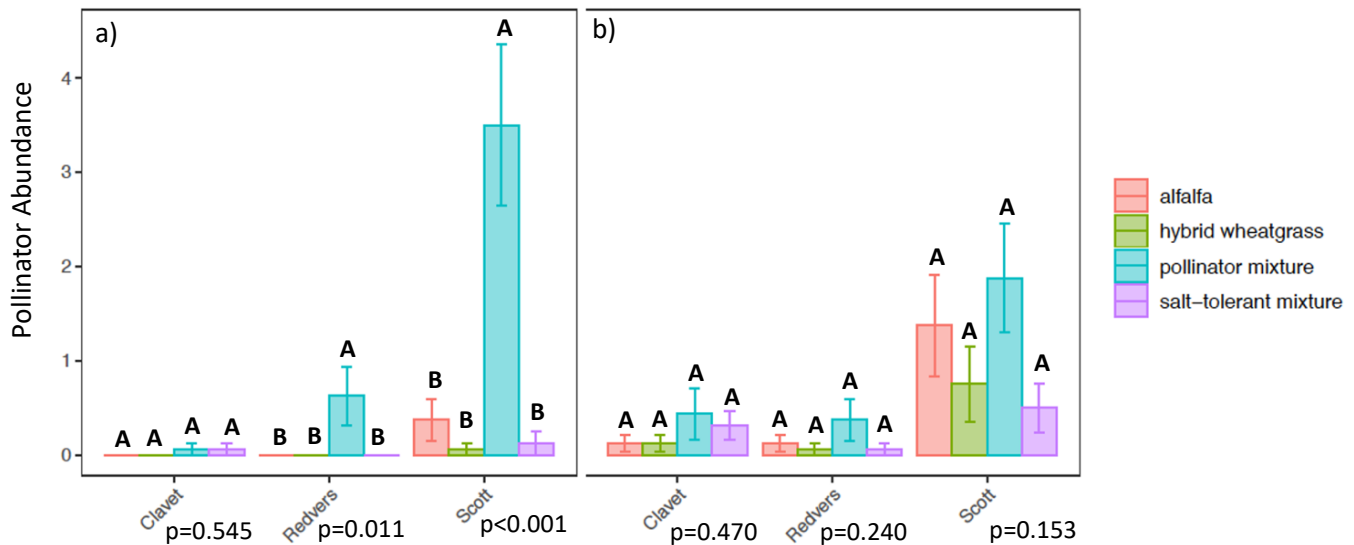 a)
Pollinator Abundance
4
3
2
1
0
A A A A
B B A B
B B A B
Clavet
Redvers
Scott
p=0.545
p=0.011
p<0.001
b)
A A A A
A A A A
A A A A
Clavet
Redvers
Scott
p=0.470
p=0.240
p=0.153
alfalfa
hybrid wheatgrass
pollinator mixture
salt–tolerant mixture